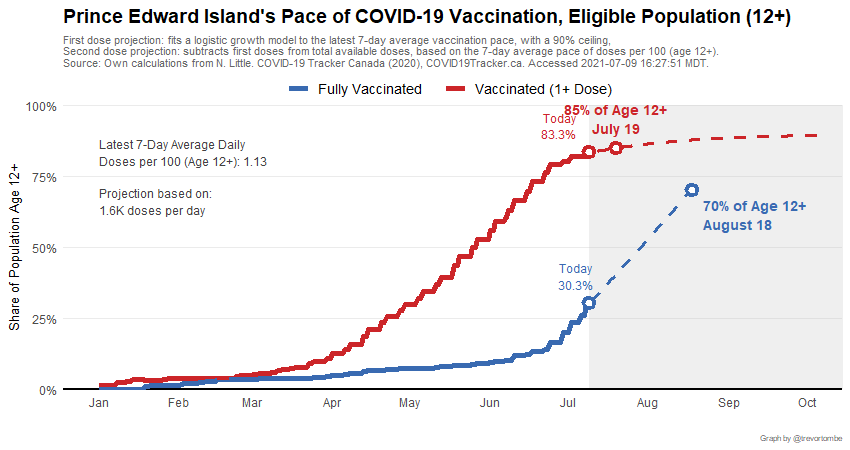 Prince Edward Island's Pace of COVID-19 Vaccination, Eligible Population (12+)
First dose projection: fits a logistic growth model to the latest 7-day average vaccination pace, with a 90% ceiling,
Second dose projection: subtracts first doses from total available doses, based on the 7-day average pace of doses per 100 (age 12+).
Source: Own calculations from N. Little. COVID-19 Tracker Canada (2020), COVID19Tracker.ca. Accessed 2021-07-09 16:27:51 MDT.
Fully Vaccinated
Vaccinated (1+ Dose)
100%
75%
50%
25%
0%
Share of Population Age 12+
Latest 7-Day Average Daily
Doses per 100 (Age 12+): 1.13
Projection based on:
1.6K doses per day
85% of Age 12+
July 19
Today
83.3%
70% of Age 12+
August 18
Today
30.3%
Jan
Feb
Mar
Apr
May
Jun
Jul
Aug
Sep
Oct
Graph by @trevortombe